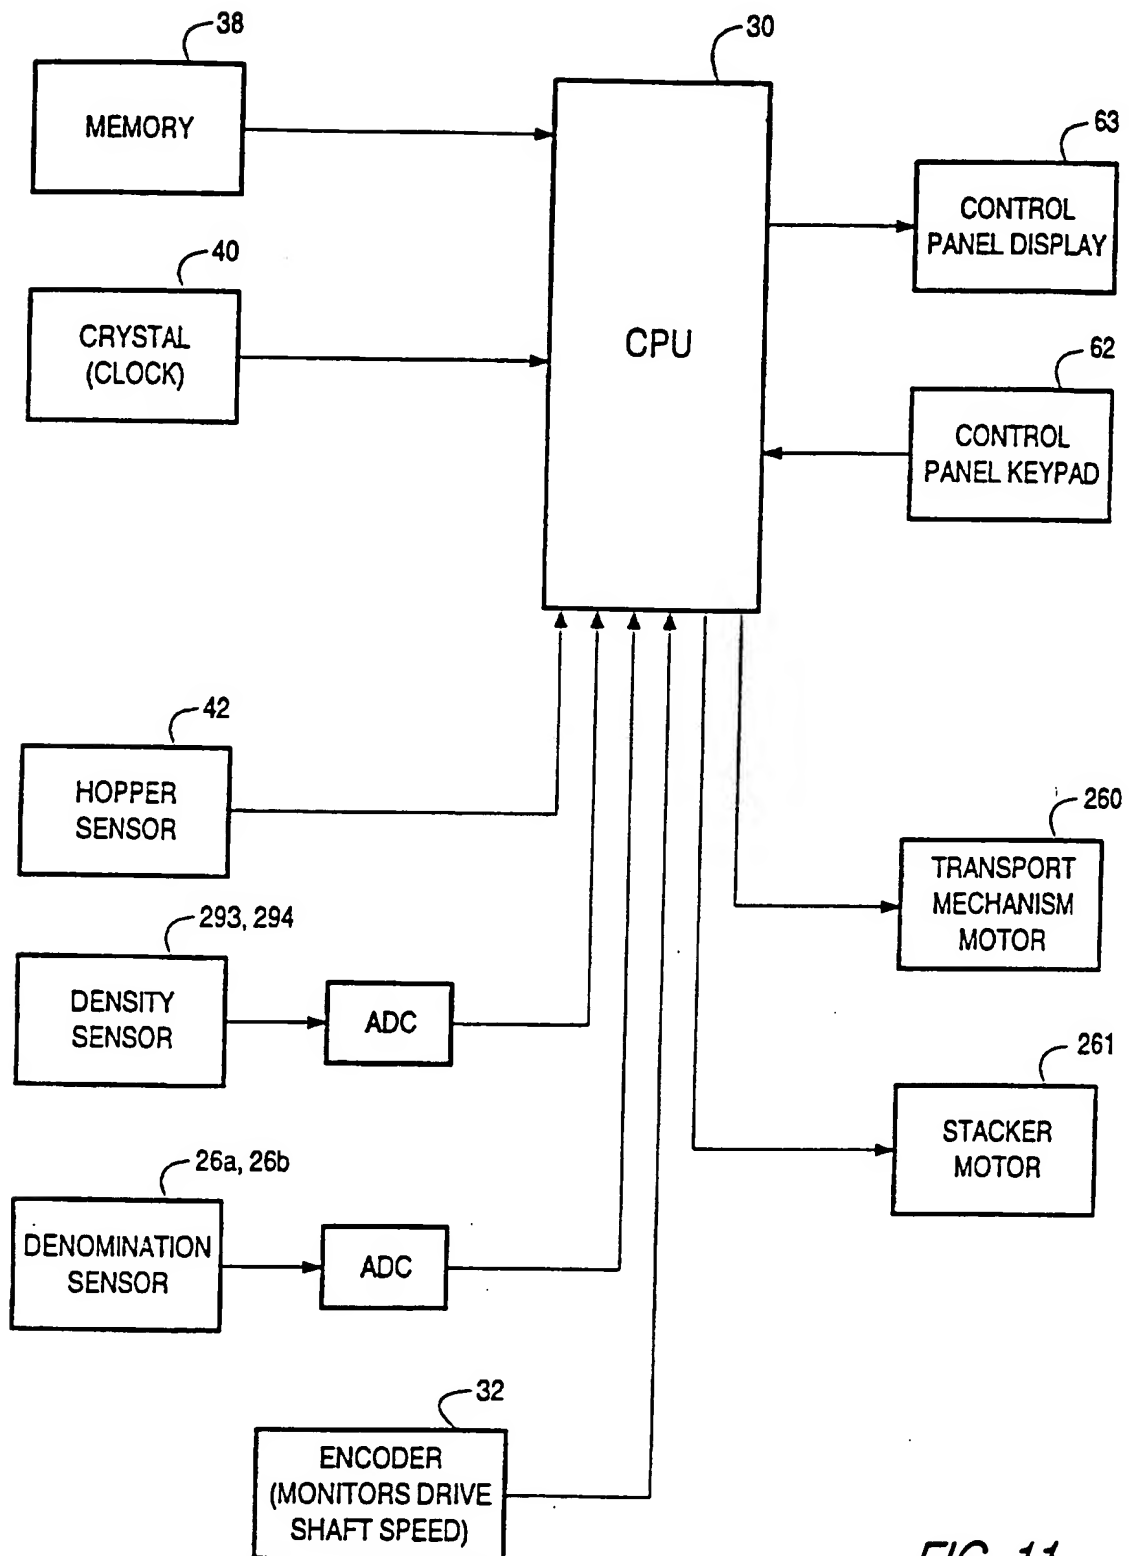 38
30
MEMORY
63
CONTROL
PANEL DISPLAY
40
CRYSTAL
(CLOCK)
CPU
62
CONTROL
PANEL KEYPAD
42
HOPPER
SENSOR
260
TRANSPORT
MECHANISM
MOTOR
293, 294
DENSITY
SENSOR
ADC
261
STACKER
MOTOR
26a, 26b
DENOMINATION
SENSOR
ADC
32
ENCODER
(MONITORS DRIVE
SHAFT SPEED)
FIG. 11